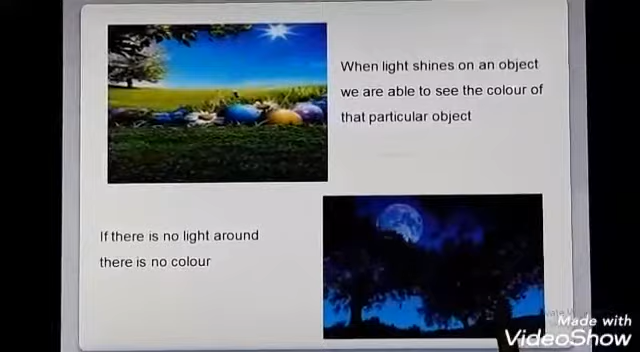 When light shines on an object
we are able to see the colour of
that particular object
If there is no light around
there is no colour
Made with
VideoShow